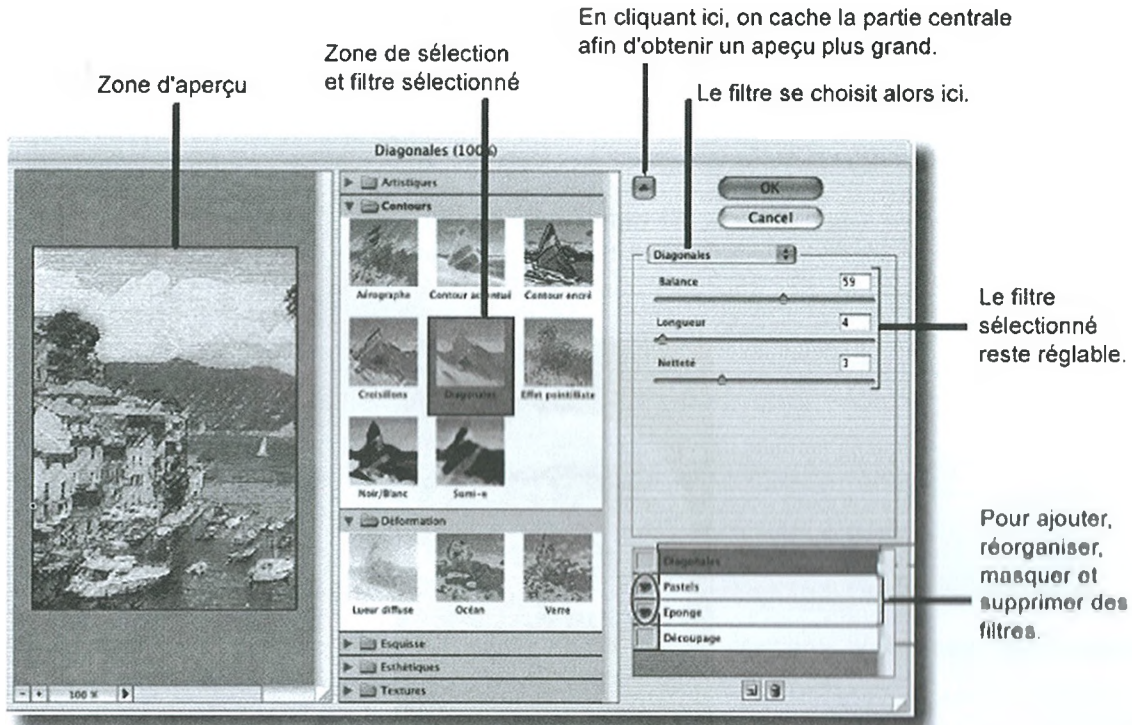 En cliquant ici, on cache la partie centrale
afin d'obtenir un apeçu plus grand.
Zone de sélection
et filtre sélectionné
Zone d'aperçu
Le filtre se choisit alors ici.
Diagonales (100%)
Artistiques
Contours
Aérographe
Contour accentué
Contour encré
Croisillons
Diagonales
Effet pointilliste
Noir/Blanc
Sumi-e
Déformation
Lueur diffuse
Océan
Verre
Esquisse
Esthétiques
Textures
- + 100 %
OK
Cancel
Diagonales
Balance 59
Longueur 4
Netteté 3
Le filtre
sélectionné
reste réglable.
Diagonales
Pastels
Eponge
Découpage
Pour ajouter,
réorganiser,
masquer et
supprimer des
filtres.